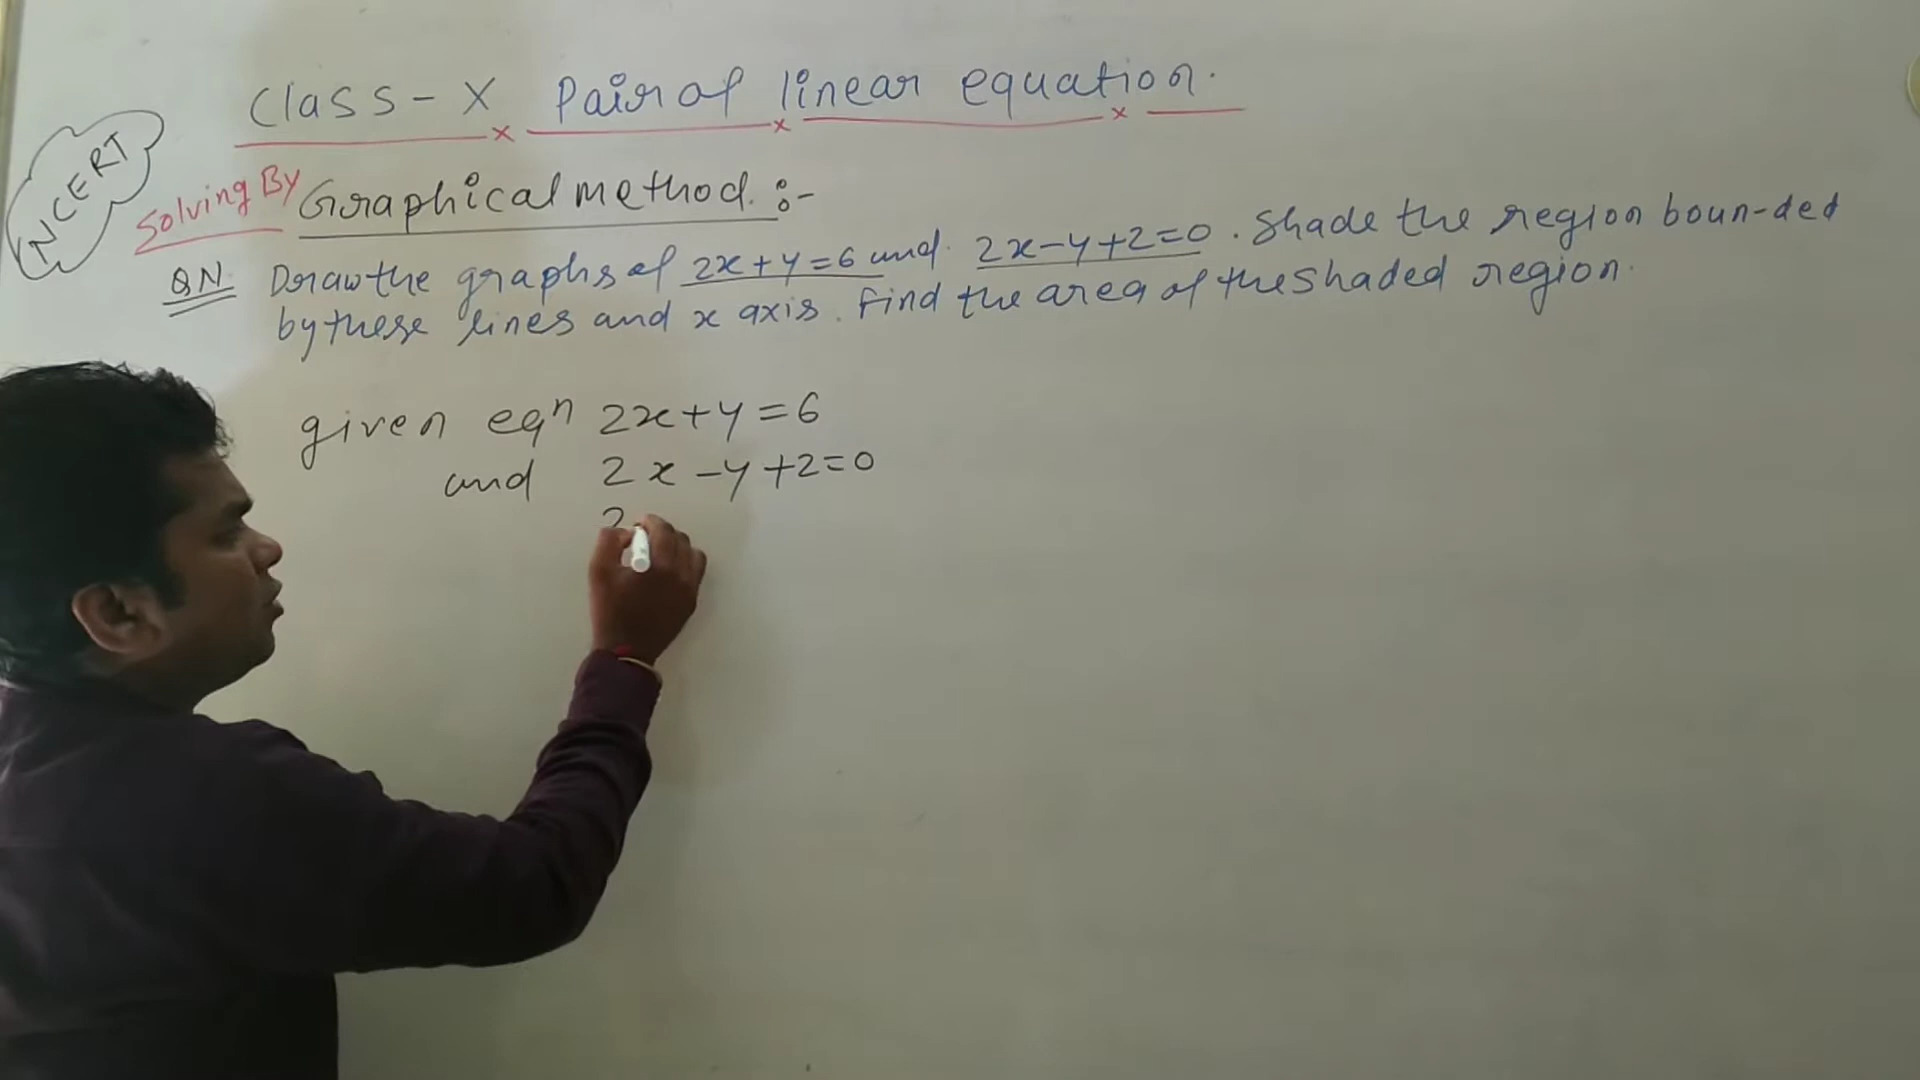 Class - X Pair of linear equation.
NCERT
Solving By Graphical method. :-
QN. Draw the graphs of 2x+y=6 and 2x-y+2=0. Shade the region boun-ded
by these lines and x axis. Find the area of the shaded region.
given eqn 2x+y=6
and 2x-y+2=0
2